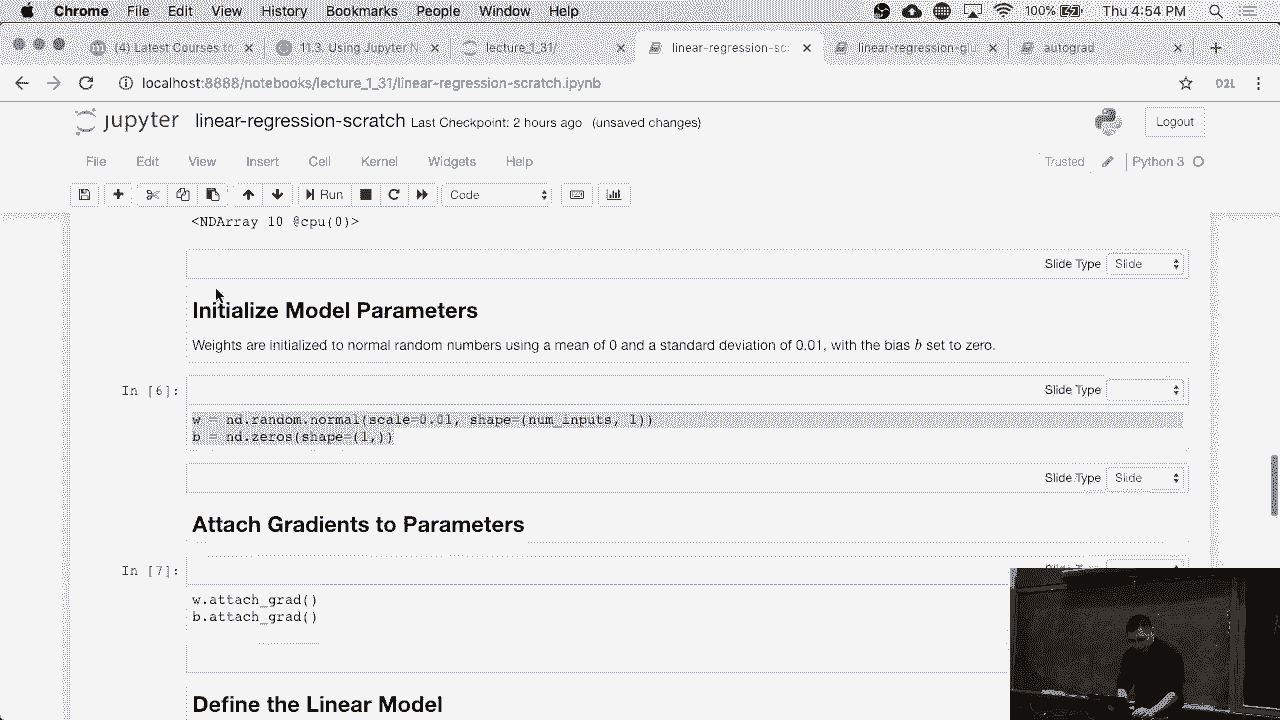 Chrome File Edit View History Bookmarks People Window Help 100% Thu 4:54 PM
(4) Latest Courses to 11.3. Using Jupyter N lecture_1_31/ linear-regression-sc autograd
localhost:8888/notebooks/lecture_1_31/linear-regression-scratch.ipynb D2L
jupyter linear-regression-scratch Last Checkpoint: 2 hours ago (unsaved changes) Logout
File Edit View Insert Cell Kernel Widgets Help Trusted Python 3
Run Code
<NDArray 10 @cpu(0)>
Slide Type Slide
Initialize Model Parameters
Weights are initialized to normal random numbers using a mean of 0 and a standard deviation of 0.01, with the bias b set to zero.
In [6]: Slide Type
w = nd.random.normal(scale=0.01, shape=(num_inputs, 1))
b = nd.zeros(shape=(1,))
Slide Type Slide
Attach Gradients to Parameters
In [7]:
w.attach_grad()
b.attach_grad()
Define the Linear Model